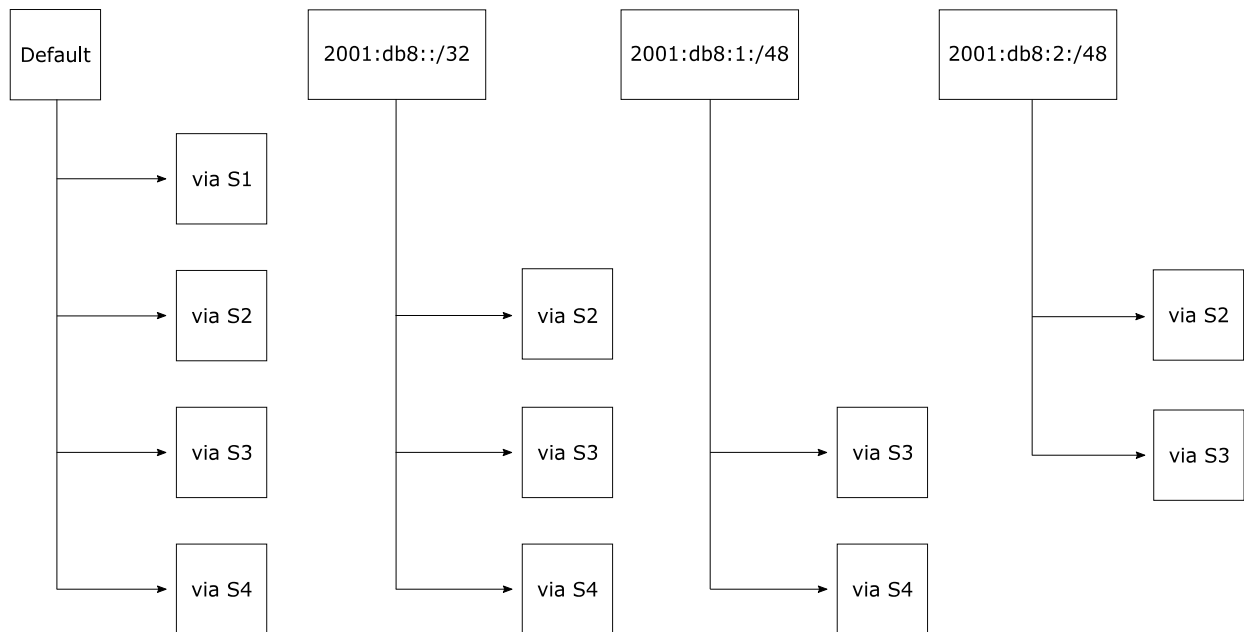 Default
2001:db8::/32
2001:db8:1:/48
2001:db8:2:/48
via S1
via S2
via S2
via S2
via S3
via S3
via S3
via S3
via S4
via S4
via S4